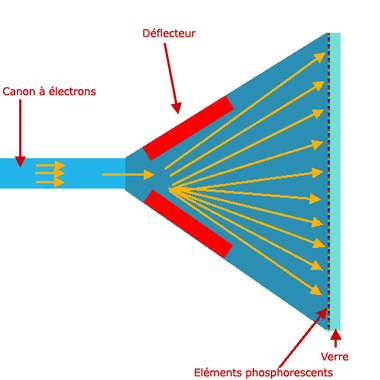 Déflecteur
Canon à électrons
Verre
Eléments phosphorescents